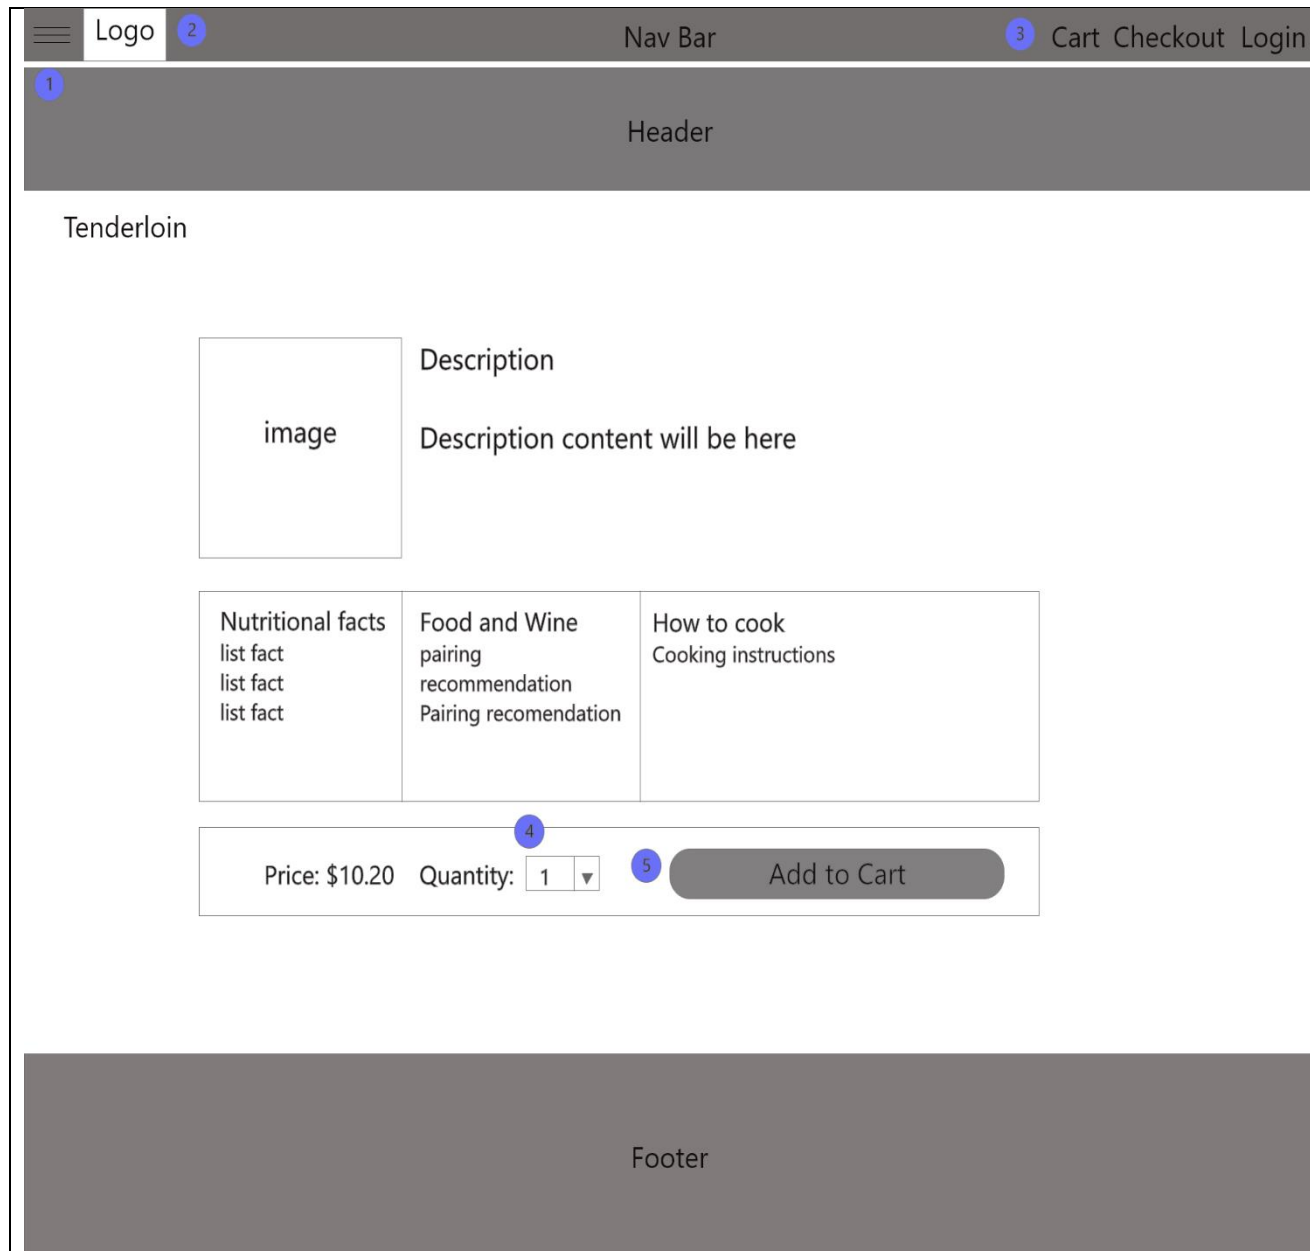 Logo
2
Nav Bar
3
Cart Checkout Login
1
Header
Tenderloin
image
Description
Description content will be here
Nutritional facts
list fact
list fact
list fact
Food and Wine
pairing
recommendation
Pairing recomendation
How to cook
Cooking instructions
4
Price: $10.20 Quantity: 1
5
Add to Cart
Footer